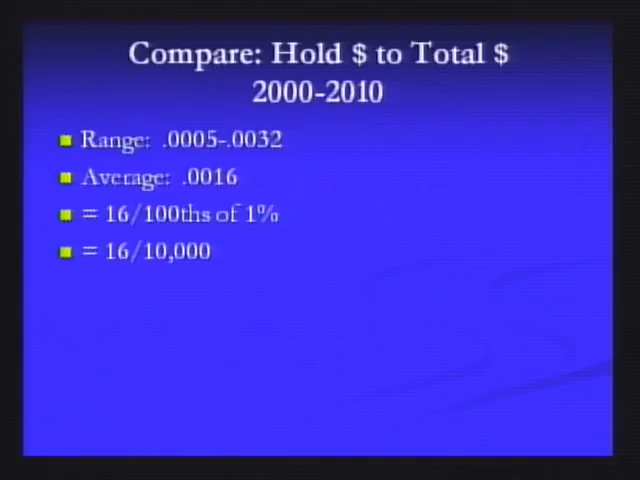 Compare: Hold $ to Total $
2000-2010
Range: .0005-.0032
Average: .0016
= 16/100ths of 1%
= 16/10,000